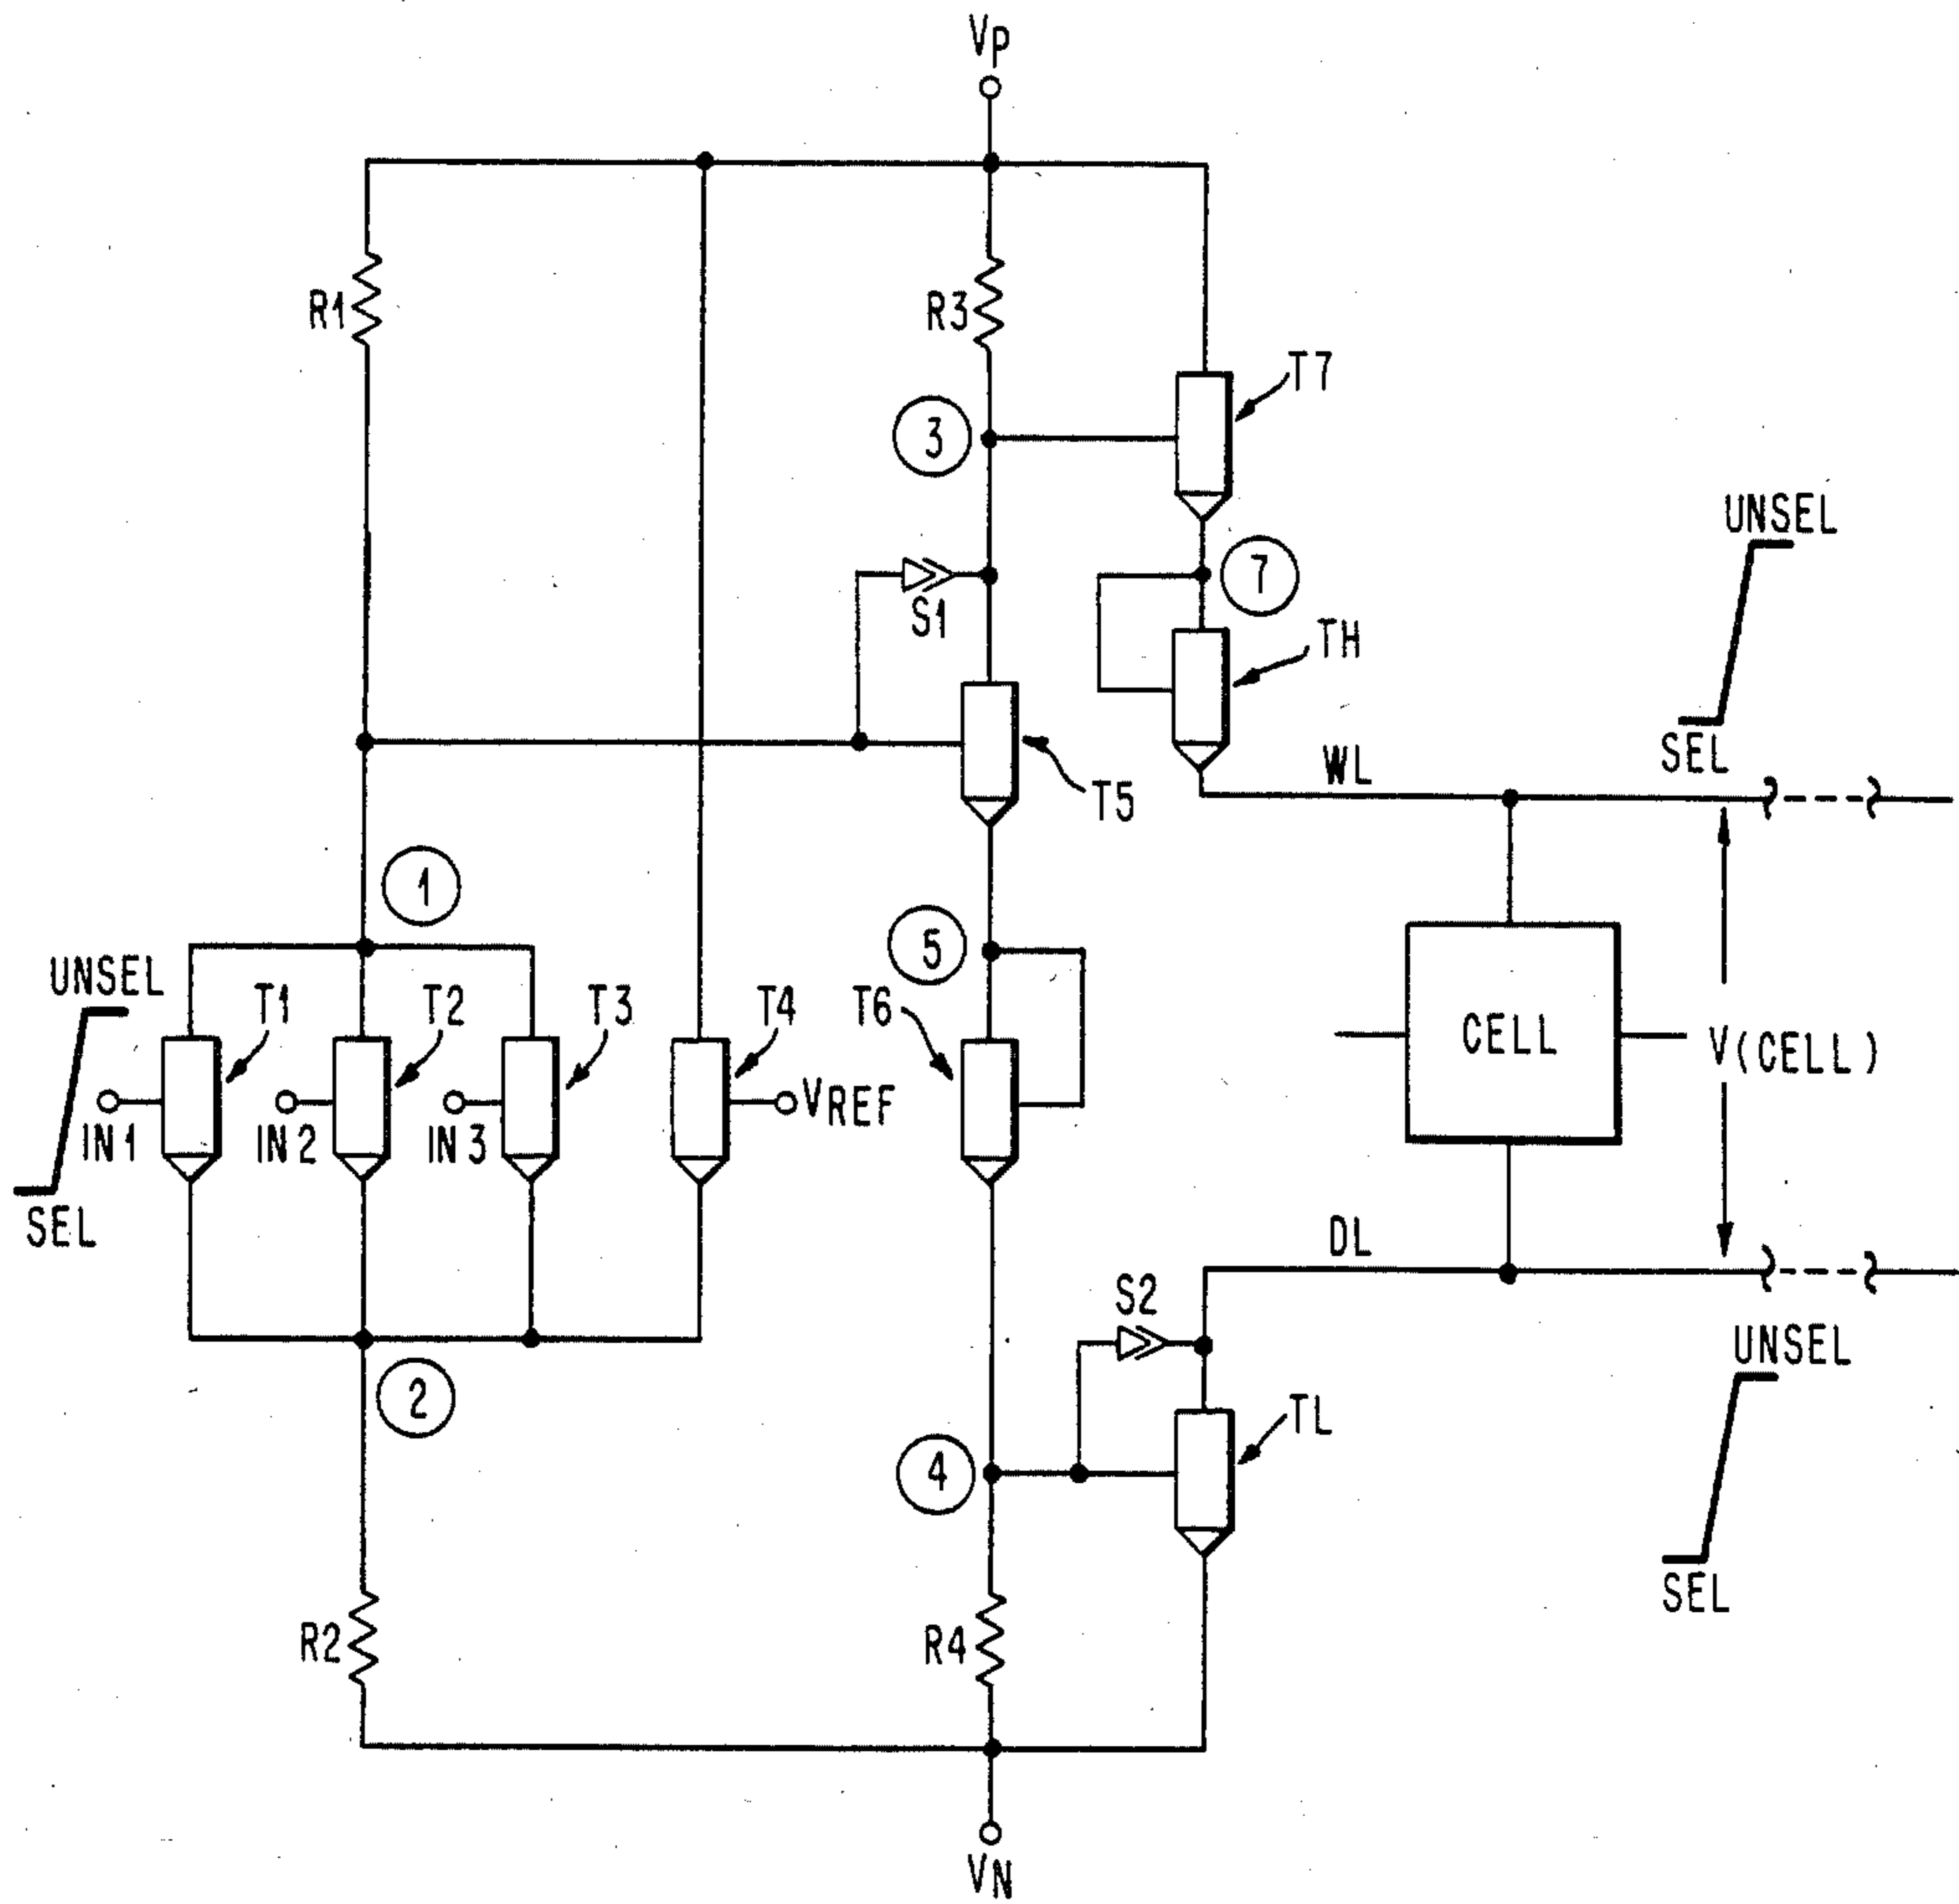 VP
R1
R3
T7
3
UNSEL
7
S1
TH
SEL
WL
T5
1
5
UNSEL
T1
T2
T3
T4
T6
CELL
V(CELL)
IN1
IN2
IN3
VREF
SEL
DL
S2
UNSEL
2
TL
4
SEL
R2
R4
VN